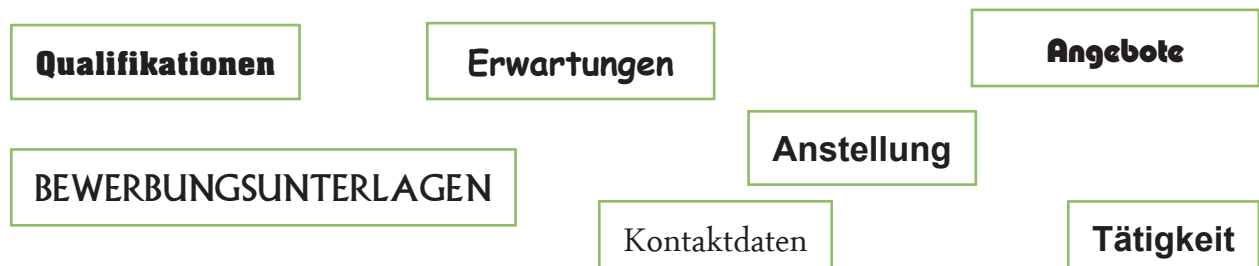 Qualifikationen
Erwartungen
Angebote
Anstellung
BEWERBUNGSUNTERLAGEN
Kontaktdaten
Tätigkeit